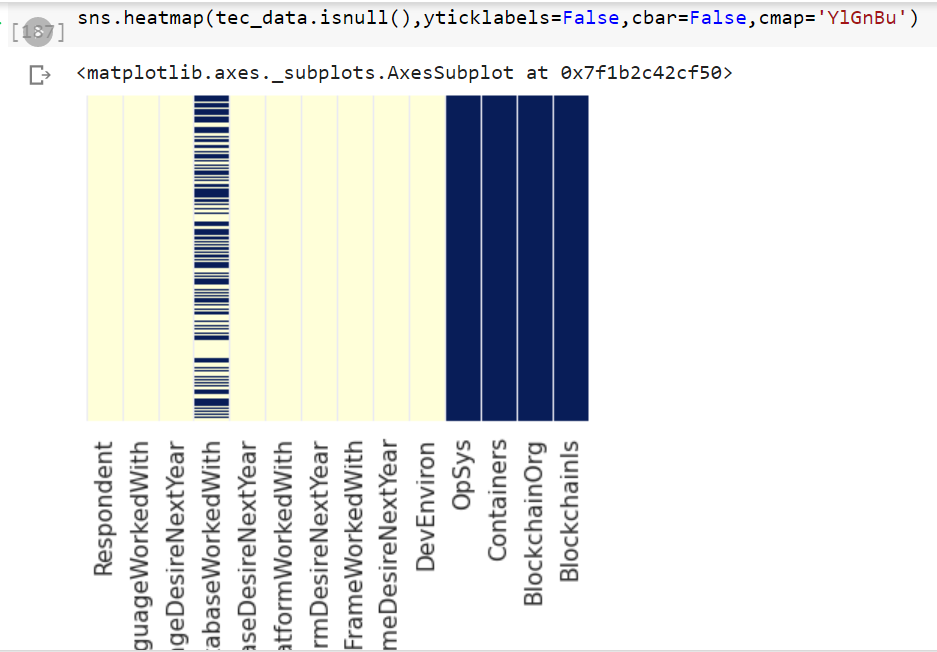 sns.heatmap(tec_data.isnull(),yticklabels=False,cbar=False,cmap='YlGnBu')
[187]
<matplotlib.axes._subplots.AxesSubplot at 0x7f1b2c42cf50>
Respondent
guageWorkedWith
geDesireNextYear
abaseWorkedWith
aseDesireNextYear
atformWorkedWith
rmDesireNextYear
FrameWorkedWith
meDesireNextYear
DevEnviron
OpSys
Containers
BlockchainOrg
BlockchainIs